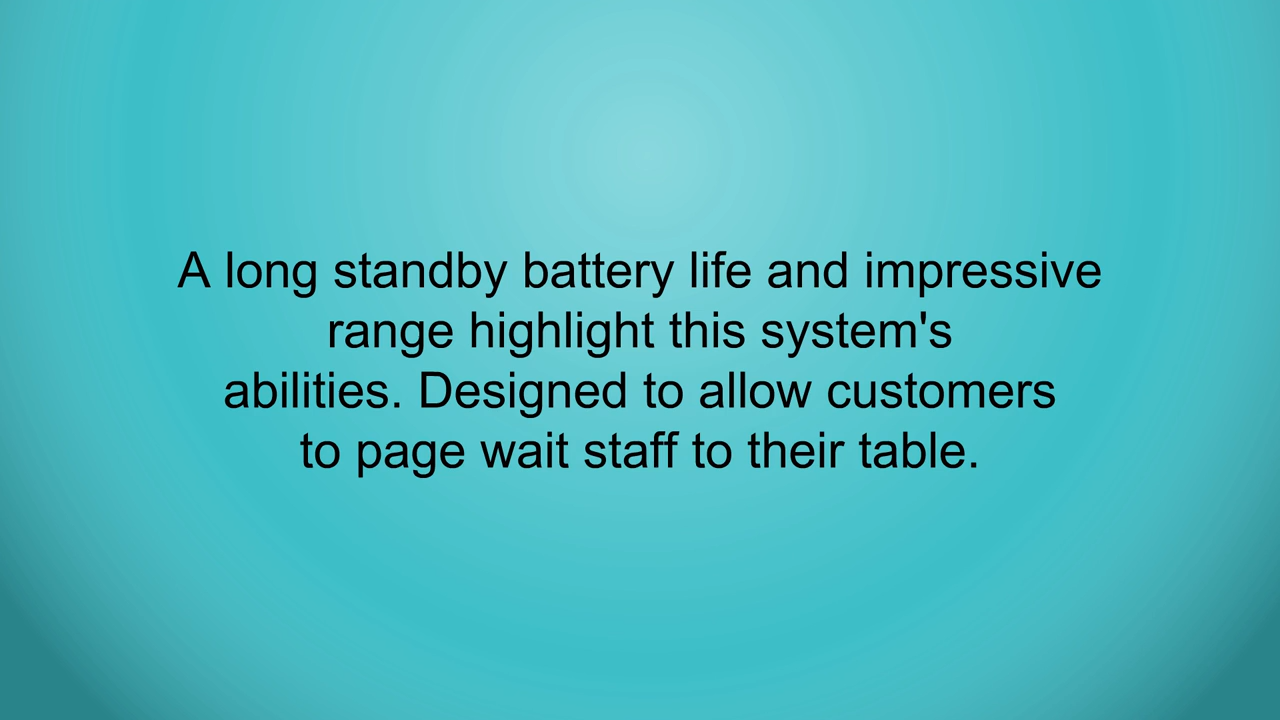 A long standby battery life and impressive
range highlight this system's
abilities. Designed to allow customers
to page wait staff to their table.